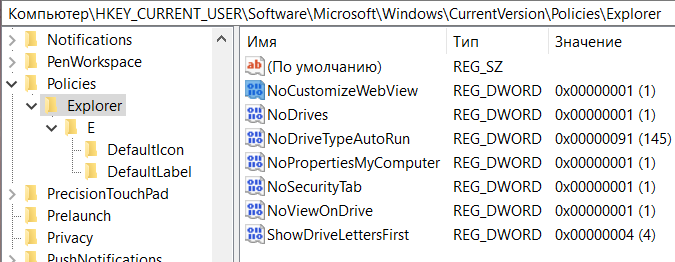 Компьютер\HKEY_CURRENT_USER\Software\Microsoft\Windows\CurrentVersion\Policies\Explorer
Notifications
PenWorkspace
Policies
Explorer
E
DefaultIcon
DefaultLabel
PrecisionTouchPad
Prelaunch
Privacy
PushNotifications
Имя Тип Значение
(По умолчанию) REG_SZ
NoCustomizeWebView REG_DWORD 0x00000001 (1)
NoDrives REG_DWORD 0x00000001 (1)
NoDriveTypeAutoRun REG_DWORD 0x00000091 (145)
NoPropertiesMyComputer REG_DWORD 0x00000001 (1)
NoSecurityTab REG_DWORD 0x00000001 (1)
NoViewOnDrive REG_DWORD 0x00000001 (1)
ShowDriveLettersFirst REG_DWORD 0x00000004 (4)